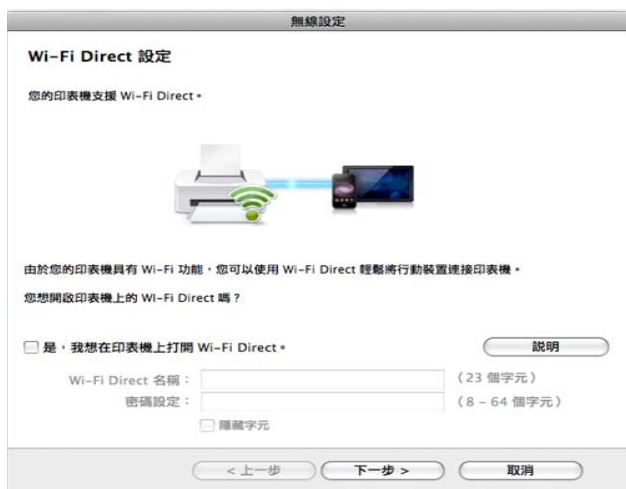 無線設定
Wi-Fi Direct 設定
您的印表機支援 Wi-Fi Direct。
由於您的印表機具有 Wi-Fi 功能，您可以使用 Wi-Fi Direct 輕鬆將行動裝置連接印表機。
您想開啟印表機上的 WI-FI Direct 嗎？
是，我想在印表機上打開 Wi-Fi Direct。 説明
Wi-Fi Direct 名稱： （23 個字元）
密碼設定： （8 - 64 個字元）
隱藏字元
< 上一步 下一步 > 取消